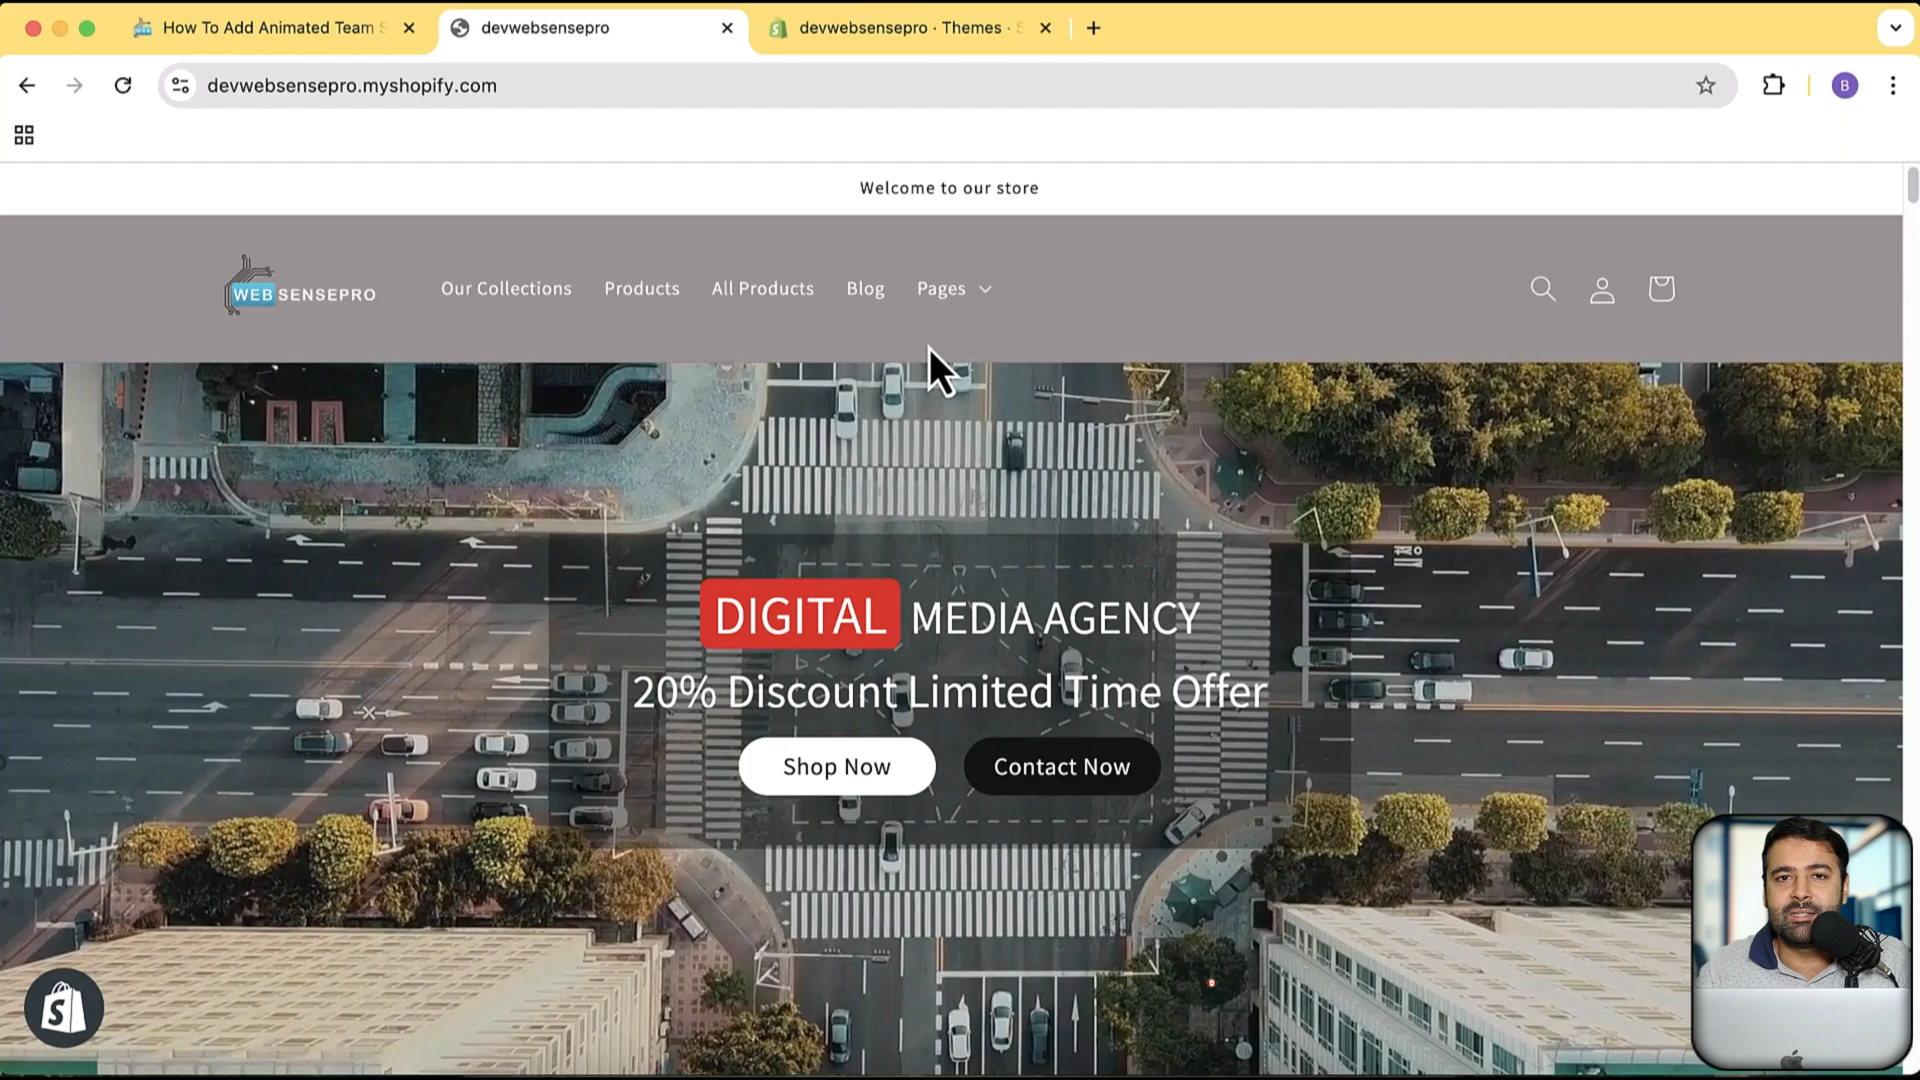 How To Add Animated Team S
devwebsensepro
devwebsensepro · Themes · S
devwebsensepro.myshopify.com
B
Welcome to our store
WEB SENSEPRO
Our Collections
Products
All Products
Blog
Pages
DIGITAL MEDIA AGENCY
20% Discount Limited Time Offer
Shop Now
Contact Now